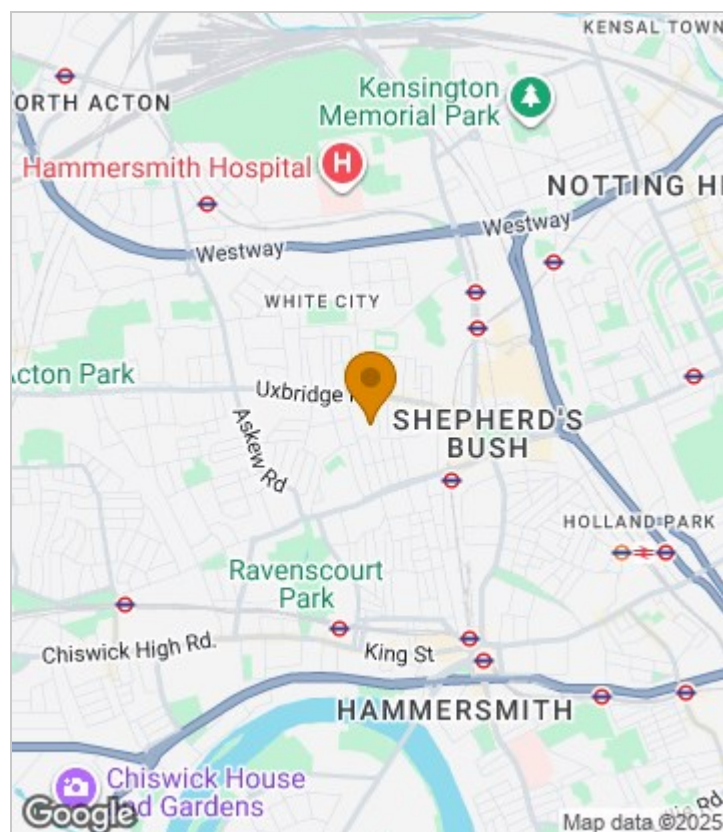 KENSAL TOWN
ORTH ACTON
Kensington
Memorial Park
Hammersmith Hospital
H
NOTTING HI
Westway
Westway
WHITE CITY
Acton Park
Uxbridge
SHEPHERD'S
BUSH
Askew Rd
HOLLAND PARK
Ravenscourt
Park
King St
Chiswick High Rd.
HAMMERSMITH
Chiswick House
and Gardens
Google
Map data ©2025